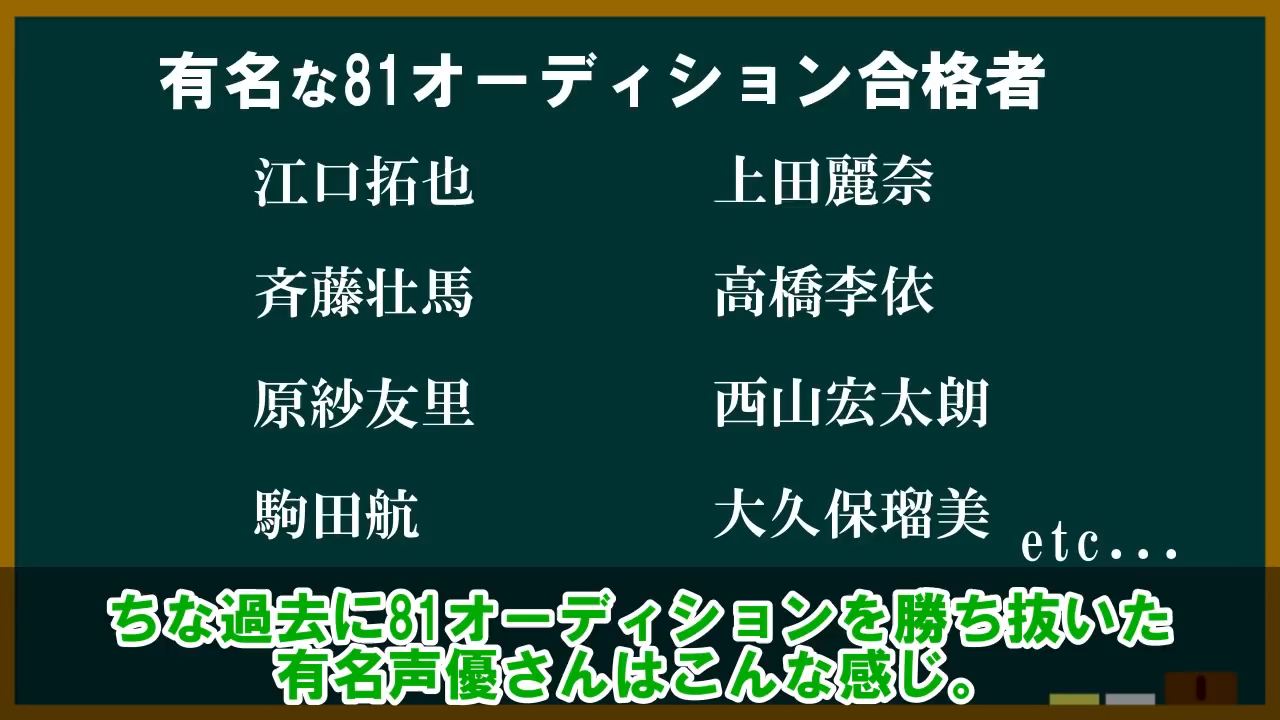 有名な81オーディション合格者
江口拓也 上田麗奈
斉藤壮馬 高橋李依
原紗友里 西山宏太朗
駒田航 大久保瑠美
etc...
ちな過去に81オーディションを勝ち抜いた
有名声優さんはこんな感じ。